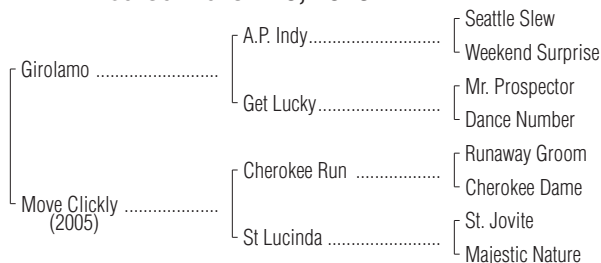 Seattle Slew
A.P. Indy
Weekend Surprise
Girolamo
Mr. Prospector
Get Lucky
Dance Number
Runaway Groom
Cherokee Run
Cherokee Dame
Move Clickly
(2005)
St. Jovite
St Lucinda
Majestic Nature